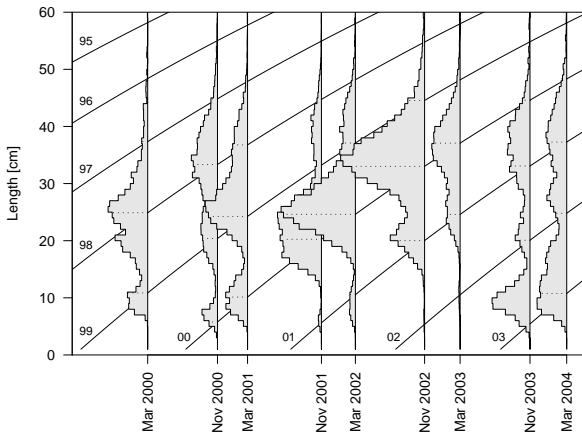 60
50
40
30
20
10
0
Length [cm]
95
96
97
98
99
00
01
02
03
Mar 2000
Nov 2000
Mar 2001
Nov 2001
Mar 2002
Nov 2002
Mar 2003
Nov 2003
Mar 2004